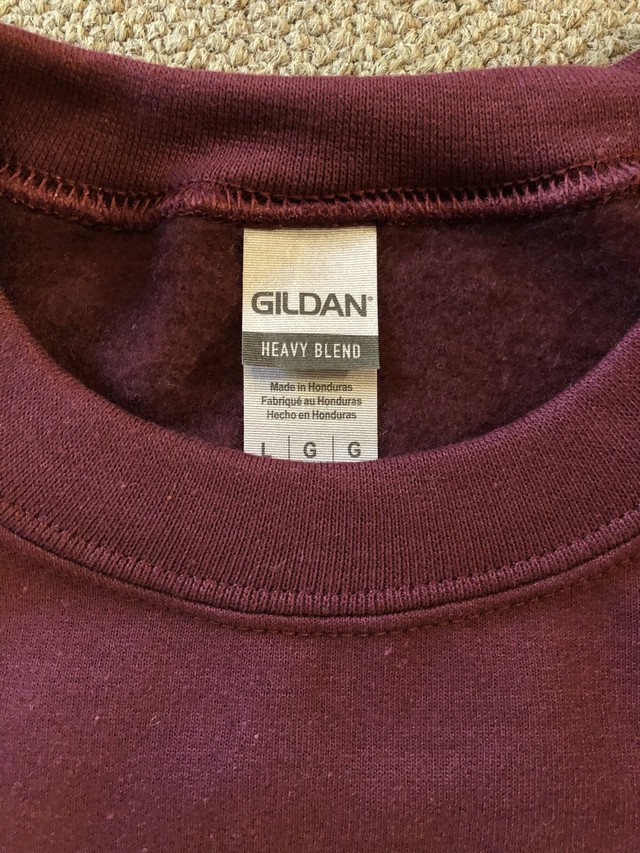 GILDAN®
HEAVY BLEND
Made in Honduras
Fabriqué au Honduras
Hecho en Honduras
L G G